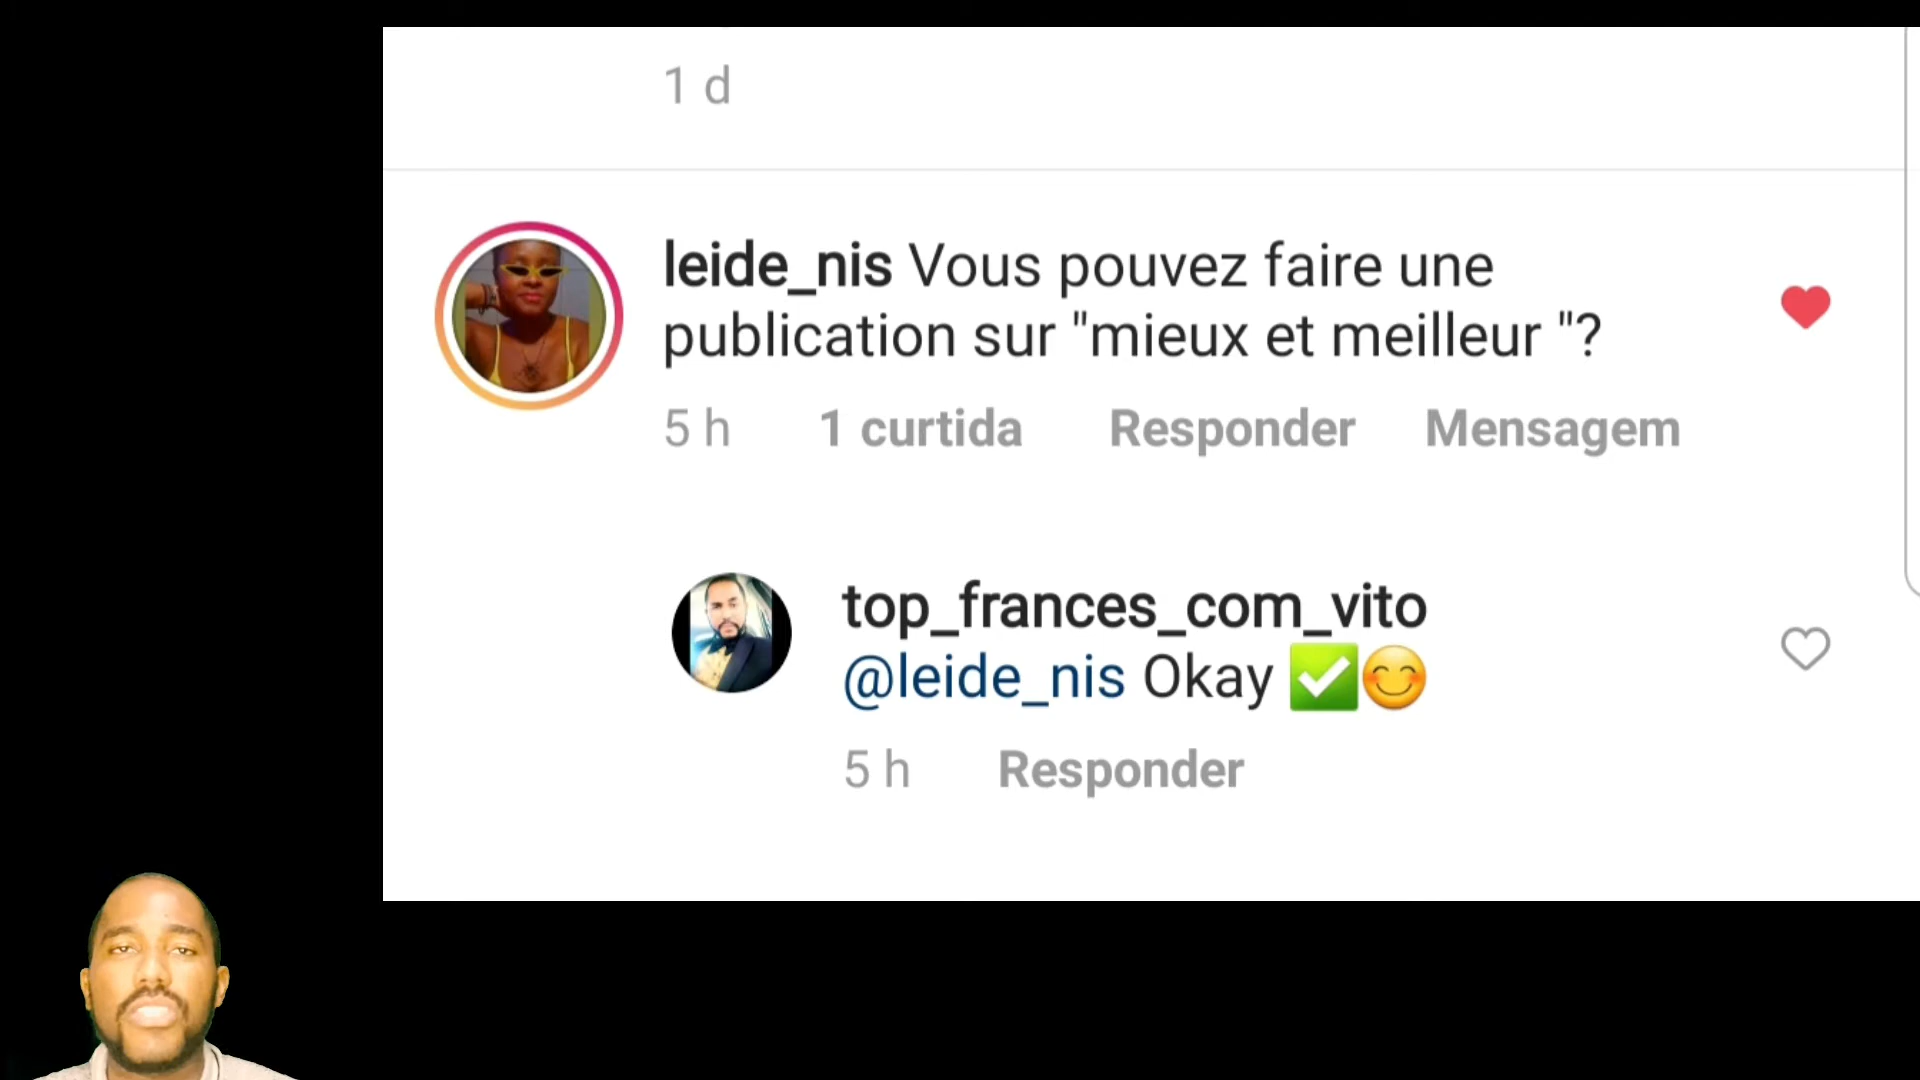 1 d
leide_nis Vous pouvez faire une
publication sur "mieux et meilleur "?
5 h 1 curtida Responder Mensagem
top_frances_com_vito
@leide_nis Okay ✅😊
5 h Responder